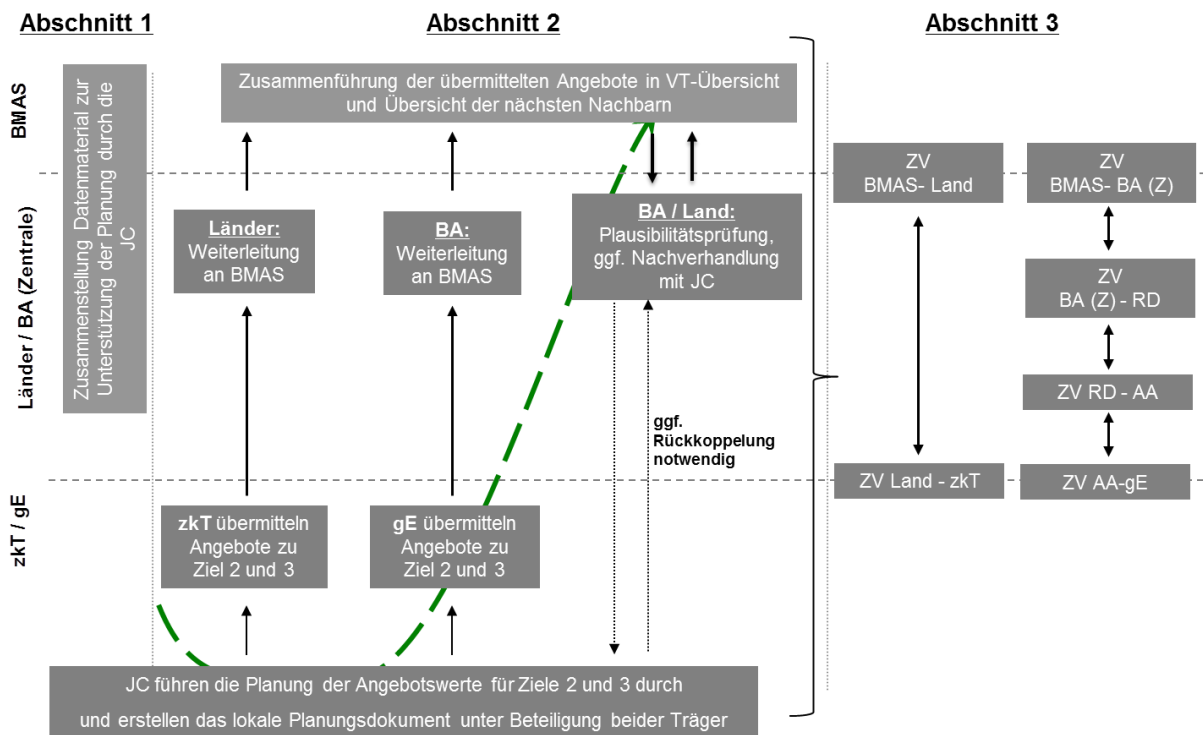 Abschnitt 1
Abschnitt 2
Abschnitt 3
BMAS
Länder / BA (Zentrale)
zkT / gE
Zusammenstellung Datenmaterial zur
Unterstützung der Planung durch die
JC
Zusammenführung der übermittelten Angebote in VT-Übersicht
und Übersicht der nächsten Nachbarn
Länder:
Weiterleitung
an BMAS
BA:
Weiterleitung
an BMAS
BA / Land:
Plausibilitätsprüfung,
ggf. Nachverhandlung
mit JC
ggf.
Rückkoppelung
notwendig
zkT übermitteln
Angebote zu
Ziel 2 und 3
gE übermitteln
Angebote zu
Ziel 2 und 3
JC führen die Planung der Angebotswerte für Ziele 2 und 3 durch
und erstellen das lokale Planungsdokument unter Beteiligung beider Träger
ZV
BMAS- Land
ZV Land - zkT
ZV
BMAS- BA (Z)
ZV
BA (Z) - RD
ZV RD - AA
ZV AA-gE